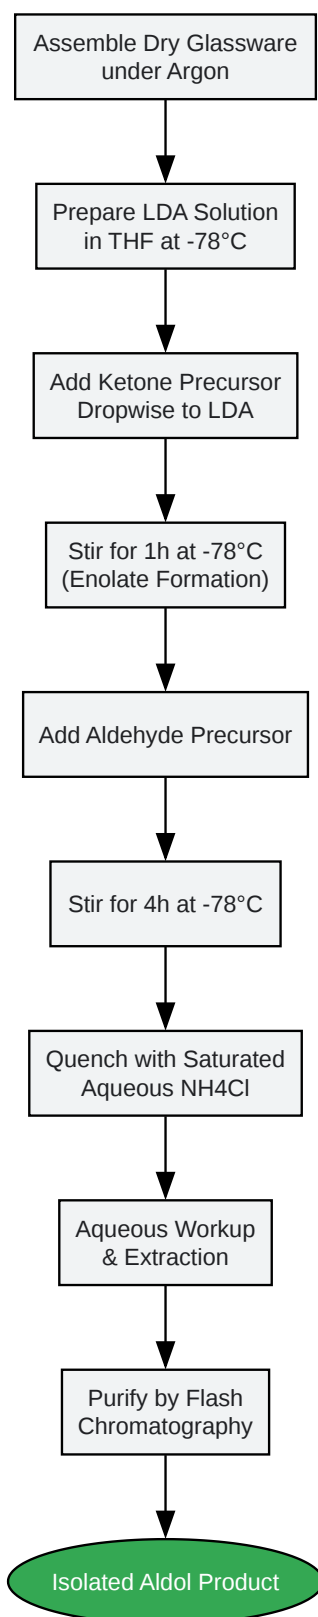 Assemble Dry Glassware
under Argon
Prepare LDA Solution
in THF at -78°C
Add Ketone Precursor
Dropwise to LDA
Stir for 1h at -78°C
(Enolate Formation)
Add Aldehyde Precursor
Stir for 4h at -78°C
Quench with Saturated
Aqueous NH4Cl
Aqueous Workup
& Extraction
Purify by Flash
Chromatography
Isolated Aldol Product